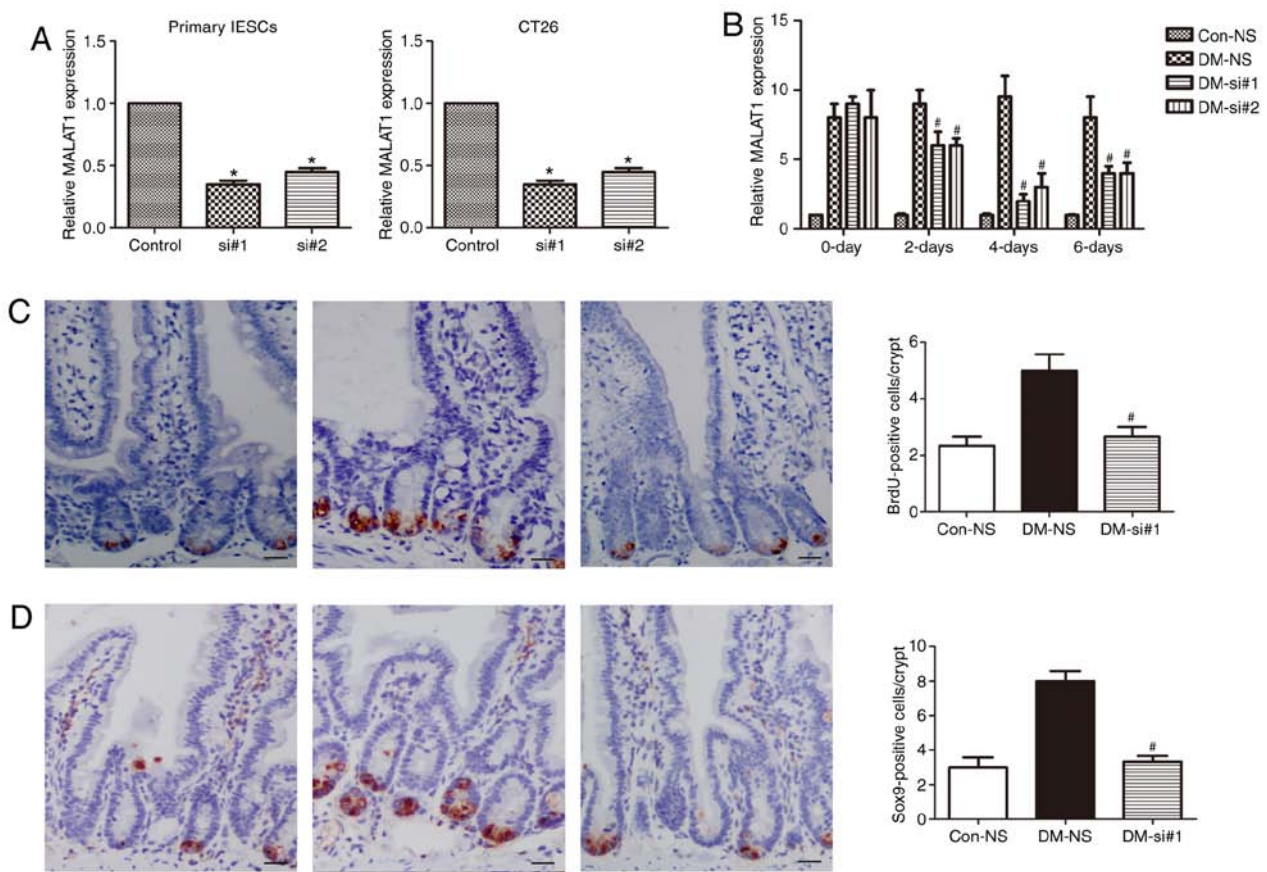 A
Primary IESCs
Relative MALAT1 expression
1.5
1.0
0.5
0.0
*
*
Control
si#1
si#2
CT26
Relative MALAT1 expression
1.5
1.0
0.5
0.0
*
*
Control
si#1
si#2
B
Relative MALAT1 expression
15
10
5
0
# #
# #
# #
0-day
2-days
4-days
6-days
Con-NS
DM-NS
DM-si#1
DM-si#2
C
BrdU-positive cells/crypt
6
4
2
0
#
Con-NS
DM-NS
DM-si#1
D
Sox9-positive cells/crypt
10
8
6
4
2
0
#
Con-NS
DM-NS
DM-si#1